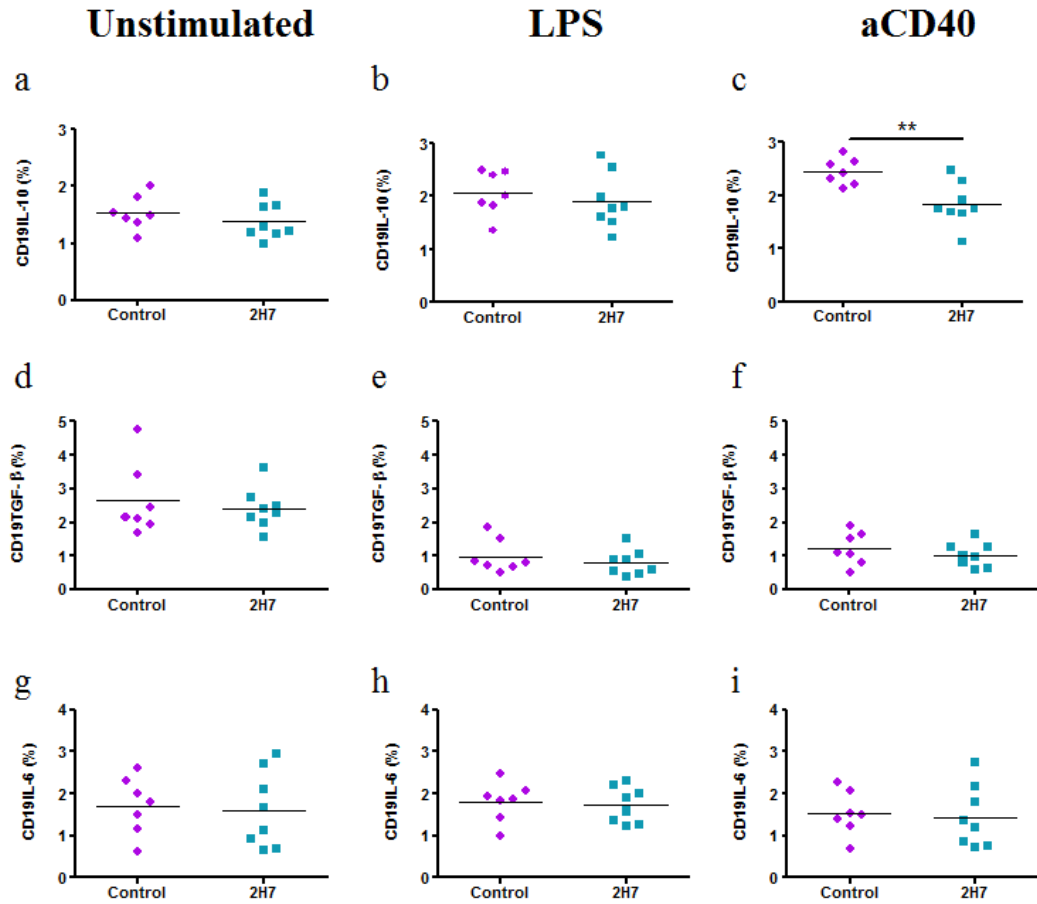 Unstimulated LPS aCD40
a b c
3 3 3
** 
CD19IL-10 (%) CD19IL-10 (%) CD19IL-10 (%)
2 2 2
1 1 1
0 0 0
Control 2H7 Control 2H7 Control 2H7
d e f
5 5 5
4 4 4
CD19TGF- β (%) CD19TGF- β (%) CD19TGF- β (%)
3 3 3
2 2 2
1 1 1
0 0 0
Control 2H7 Control 2H7 Control 2H7
g h i
4 4 4
3 3 3
CD19IL-6 (%) CD19IL-6 (%) CD19IL-6 (%)
2 2 2
1 1 1
0 0 0
Control 2H7 Control 2H7 Control 2H7